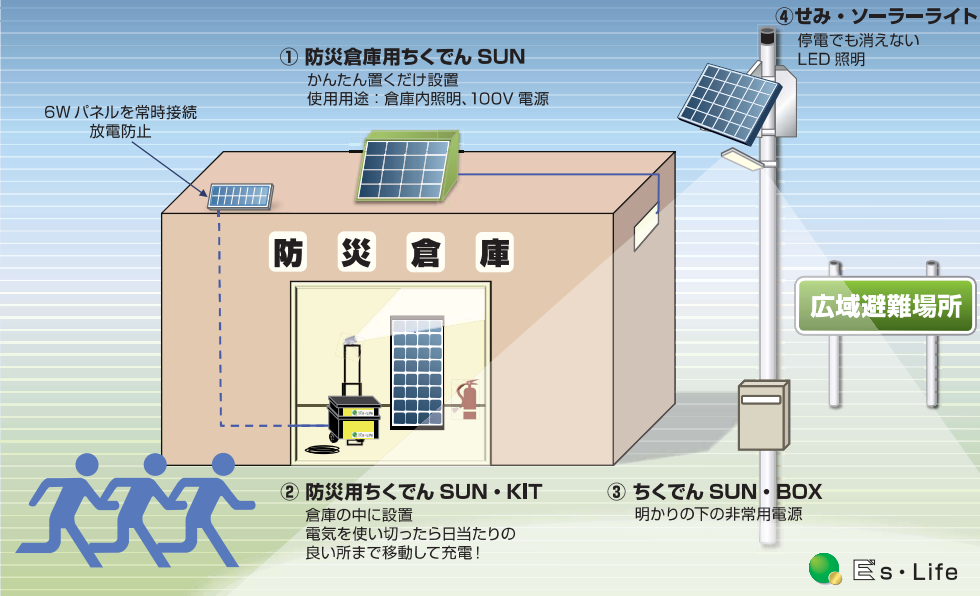 ④せみ・ソーラーライト
停電でも消えない
LED 照明
① 防災倉庫用ちくでん SUN
かんたん置くだけ設置
使用用途：倉庫内照明、100V 電源
6W パネルを常時接続
放電防止
防 災 倉 庫
広域避難場所
② 防災用ちくでん SUN・KIT
倉庫の中に設置
電気を使い切ったら日当たりの
良い所まで移動して充電！
③ ちくでん SUN・BOX
明かりの下の非常用電源
E's・Life